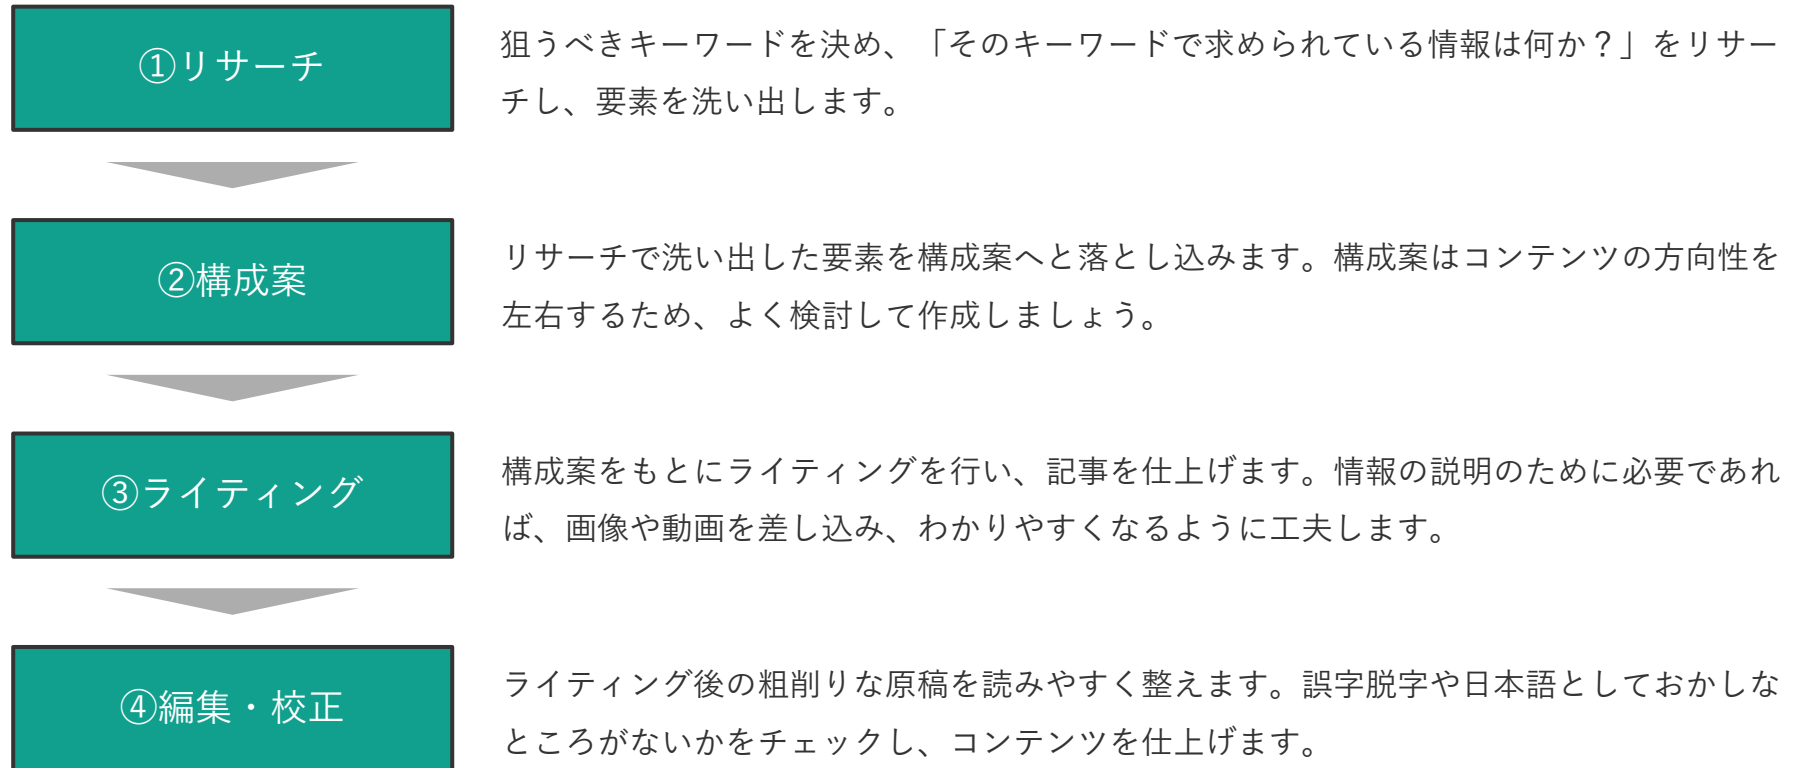 ①リサーチ
狙うべきキーワードを決め、「そのキーワードで求められている情報は何か？」をリサー
チし、要素を洗い出します。
②構成案
リサーチで洗い出した要素を構成案へと落とし込みます。構成案はコンテンツの方向性を
左右するため、よく検討して作成しましょう。
③ライティング
構成案をもとにライティングを行い、記事を仕上げます。情報の説明のために必要であれ
ば、画像や動画を差し込み、わかりやすくなるように工夫します。
④編集・校正
ライティング後の粗削りな原稿を読みやすく整えます。誤字脱字や日本語としておかしな
ところがないかをチェックし、コンテンツを仕上げます。